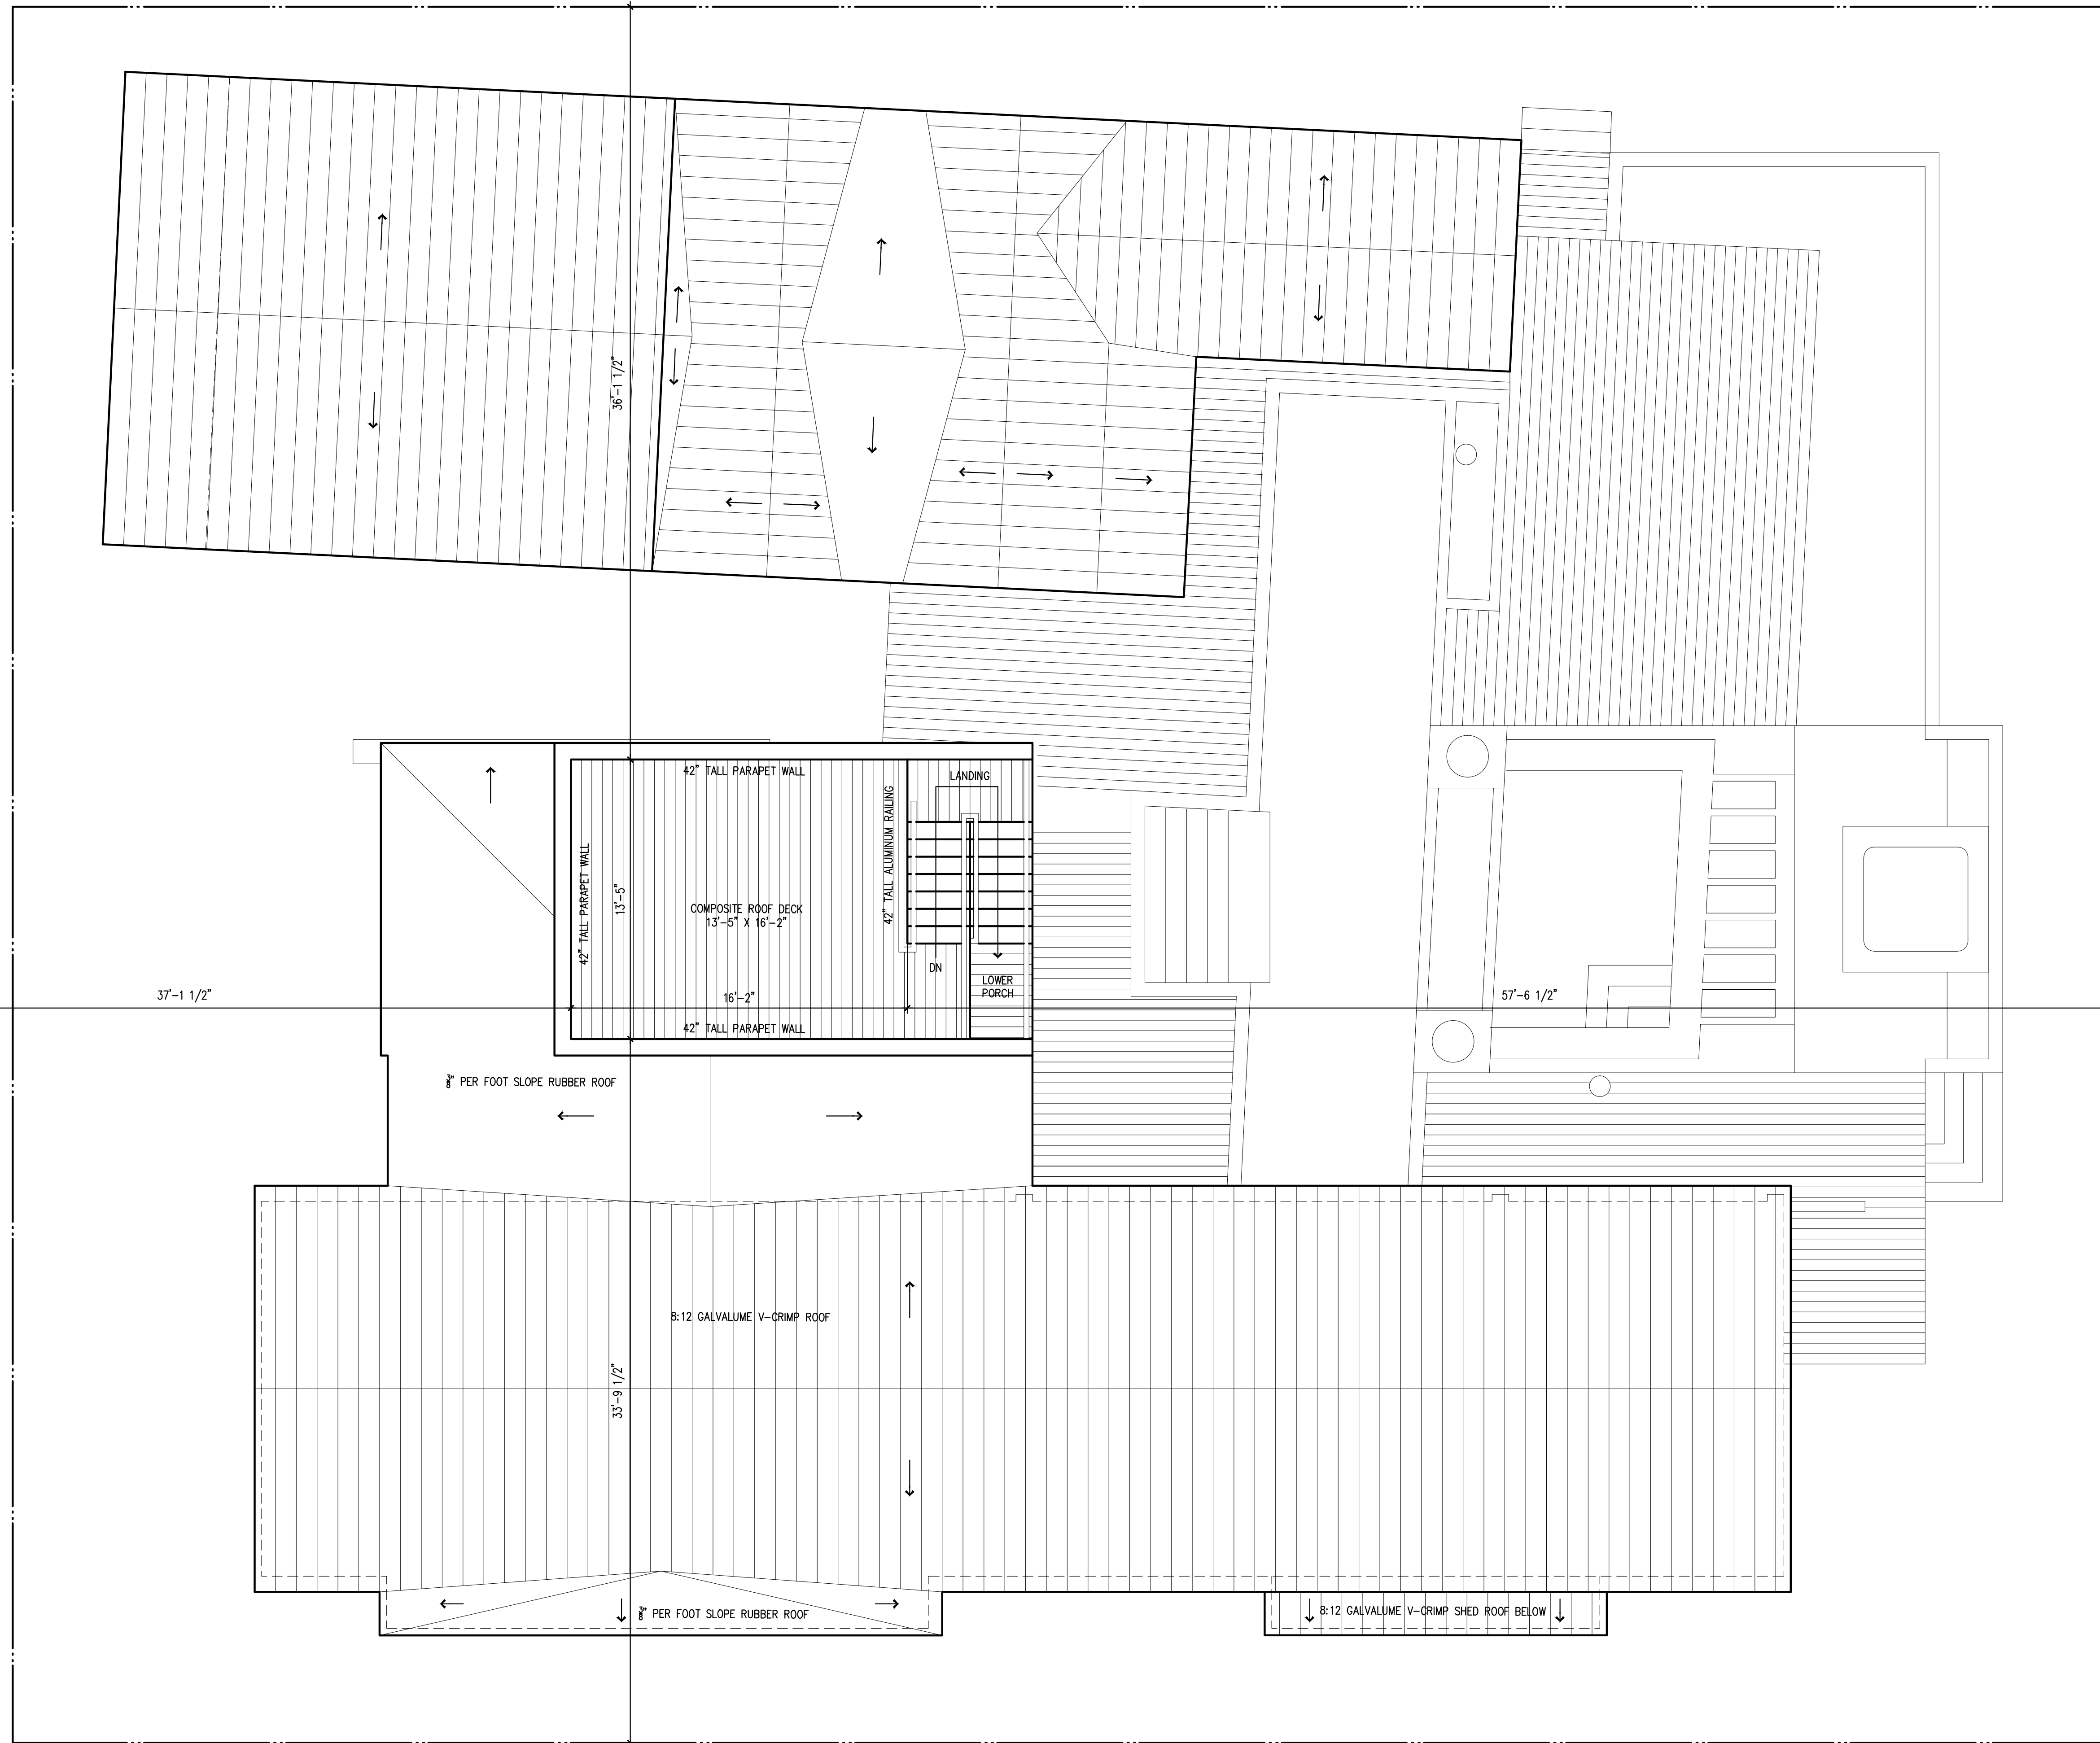 36'-1 1/2"
42" TALL PARAPET WALL
LANDING
42" TALL ALUMINUM RAILING
42" TALL PARAPET WALL
13'-5"
COMPOSITE ROOF DECK
13'-5" X 16'-2"
DN
LOWER
PORCH
37'-1 1/2"
16'-2"
57'-6 1/2"
42" TALL PARAPET WALL
PER FOOT SLOPE RUBBER ROOF
8:12 GALVALUME V-CRIMP ROOF
33'-9 1/2"
PER FOOT SLOPE RUBBER ROOF
8:12 GALVALUME V-CRIMP SHED ROOF BELOW